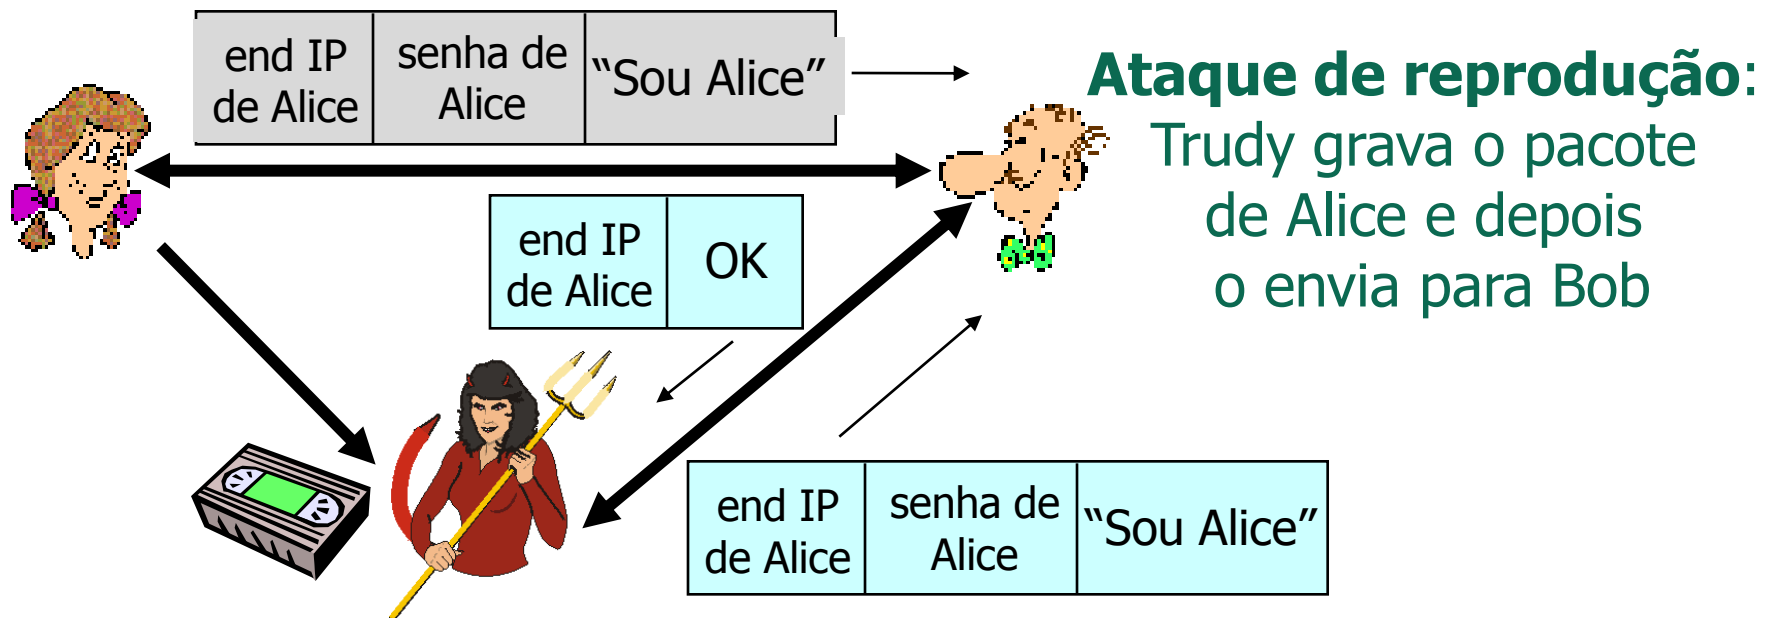 end IP
de Alice
senha de
Alice
“Sou Alice”
Ataque de reprodução:
Trudy grava o pacote
de Alice e depois
o envia para Bob
end IP
de Alice
OK
end IP
de Alice
senha de
Alice
“Sou Alice”